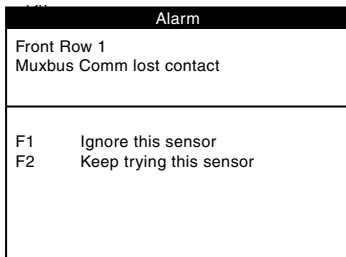 Alarm
Front Row 1
Muxbus Comm lost contact
F1 Ignore this sensor
F2 Keep trying this sensor